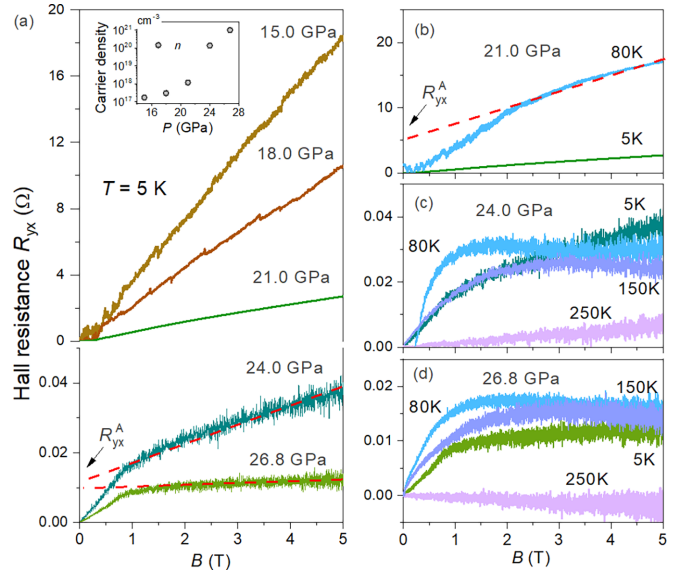 (a)
20
16
12
8
4
0
cm⁻³
10²¹
10²⁰
10¹⁸
10¹⁷
Carrier density
n
16 20 24 28
P (GPa)
15.0 GPa
18.0 GPa
T = 5 K
21.0 GPa
Hall resistance Ryx (Ω)
0.04
0.02
0.00
24.0 GPa
R^A_yx
26.8 GPa
0 1 2 3 4 5
B (T)
(b)
20
10
0
21.0 GPa
80K
R^A_yx
5K
(c)
0.04
0.02
0.00
24.0 GPa
5K
80K
150K
250K
(d)
0.02
0.01
0.00
26.8 GPa
150K
80K
5K
250K
0 1 2 3 4 5
B (T)